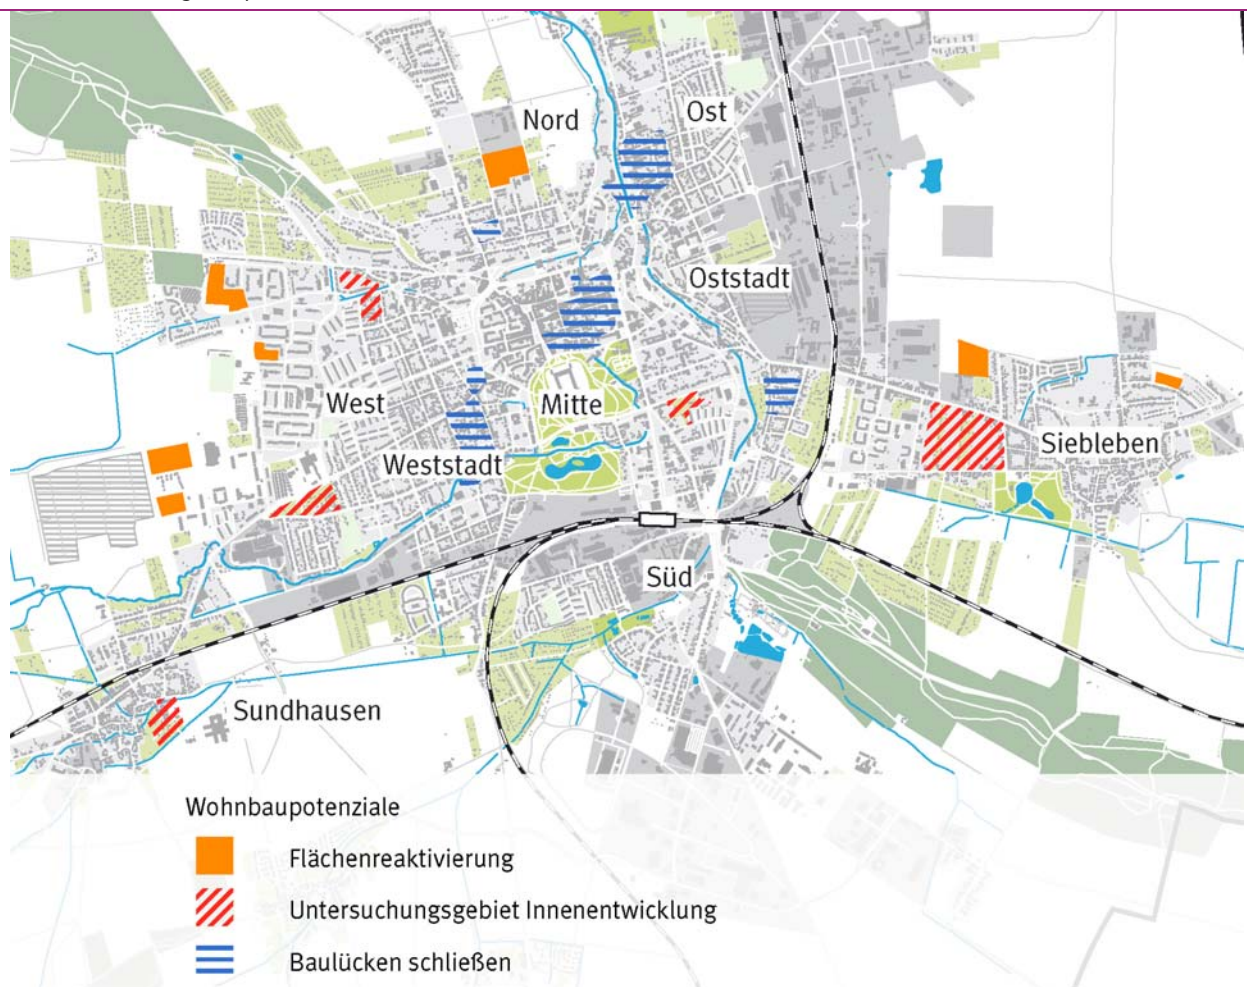 Nord
Ost
Oststadt
West
Mitte
Weststadt
Siebleben
Süd
Sundhausen
Wohnbaupotenziale
Flächenreaktivierung
Untersuchungsgebiet Innenentwicklung
Baulücken schließen